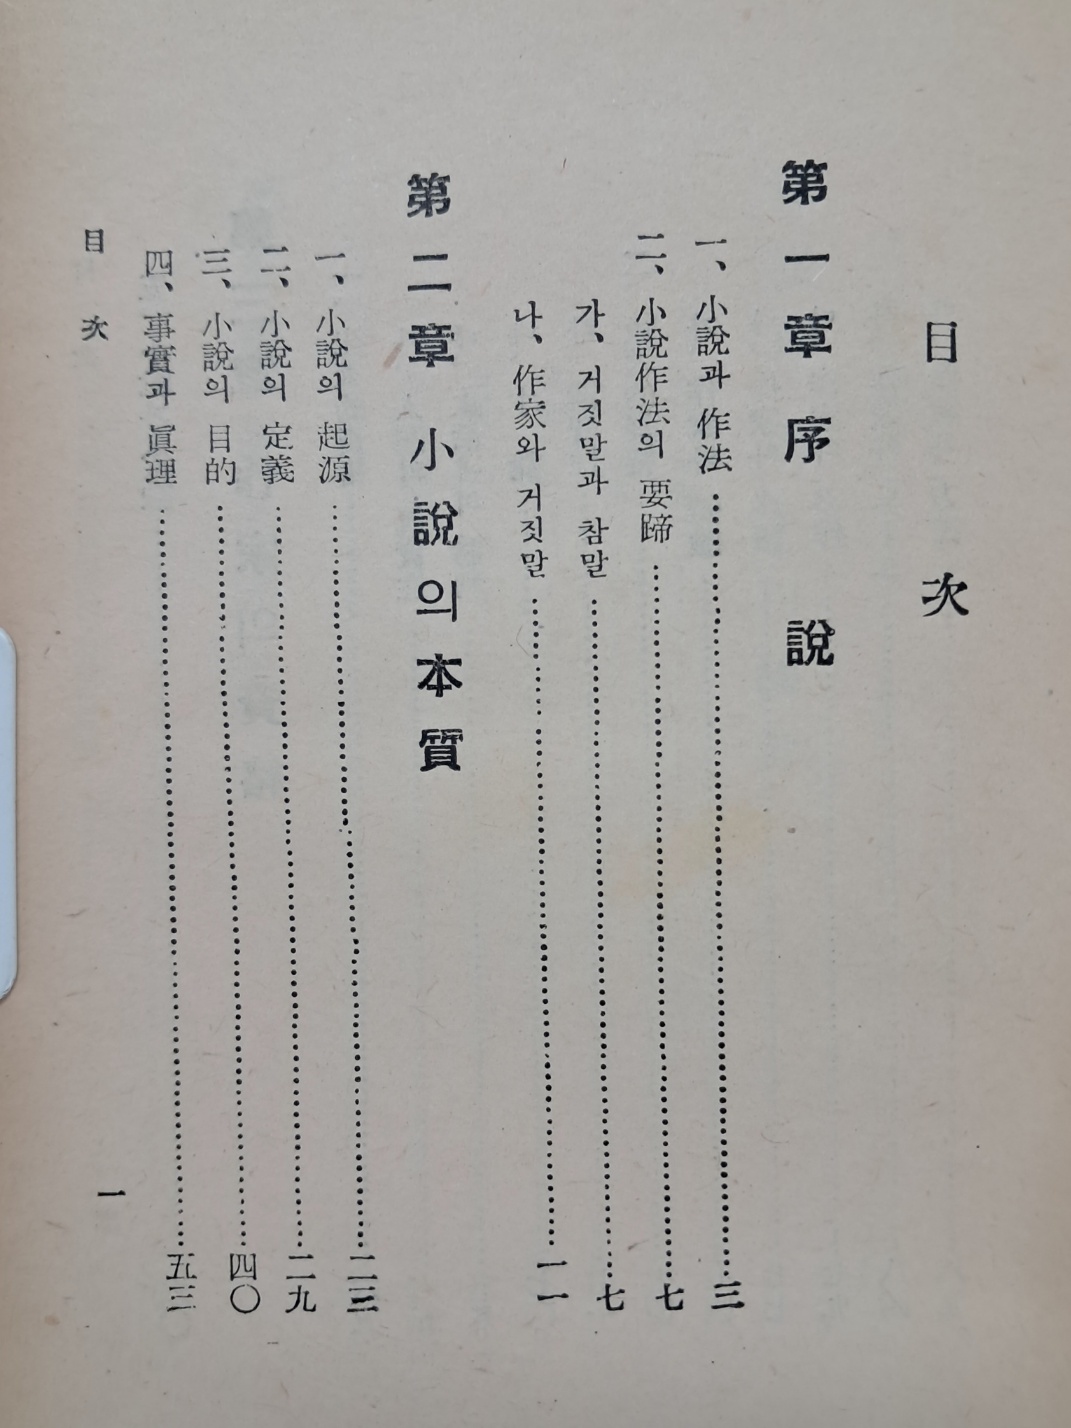 目 次
第一章 序 說
一、小說과 作法……三
二、小說作法의 要蹄……七
가、거짓말과 참말……七
나、作家와 거짓말……一一
第二章 小說의 本質
一、小說의 起源……二三
二、小說의 定義……二九
三、小說의 目的……四〇
四、事實과 眞理……五三
目 次
一